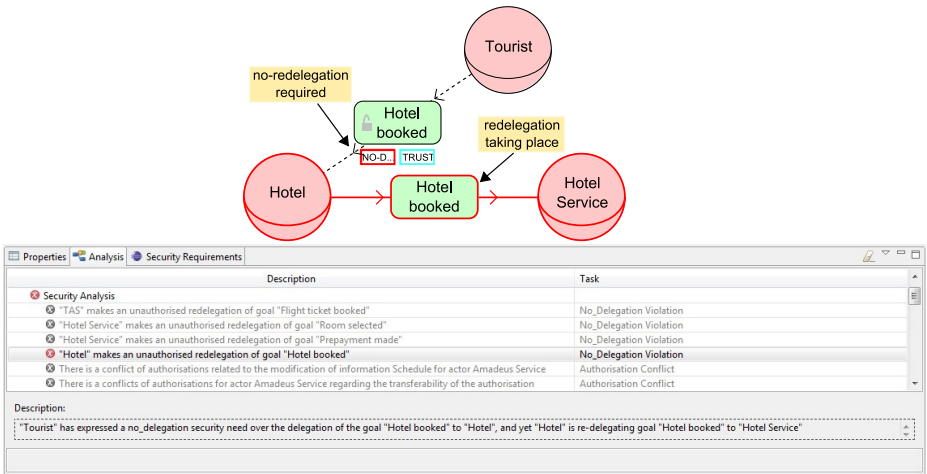 Tourist
no-redelegation
required
Hotel
booked
redelegation
taking place
NO-D... TRUST
Hotel
Hotel
booked
Hotel
Service
Properties Analysis Security Requirements
Description Task
Security Analysis
"TAS" makes an unauthorised redelegation of goal "Flight ticket booked" No_Delegation Violation
"Hotel Service" makes an unauthorised redelegation of goal "Room selected" No_Delegation Violation
"Hotel Service" makes an unauthorised redelegation of goal "Prepayment made" No_Delegation Violation
"Hotel" makes an unauthorised redelegation of goal "Hotel booked" No_Delegation Violation
There is a conflict of authorisations related to the modification of information Schedule for actor Amadeus Service Authorisation Conflict
There is a conflicts of authorisations for actor Amadeus Service regarding the transferability of the authorisation Authorisation Conflict
Description:
"Tourist" has expressed a no_delegation security need over the delegation of the goal "Hotel booked" to "Hotel", and yet "Hotel" is re-delegating goal "Hotel booked" to "Hotel Service"